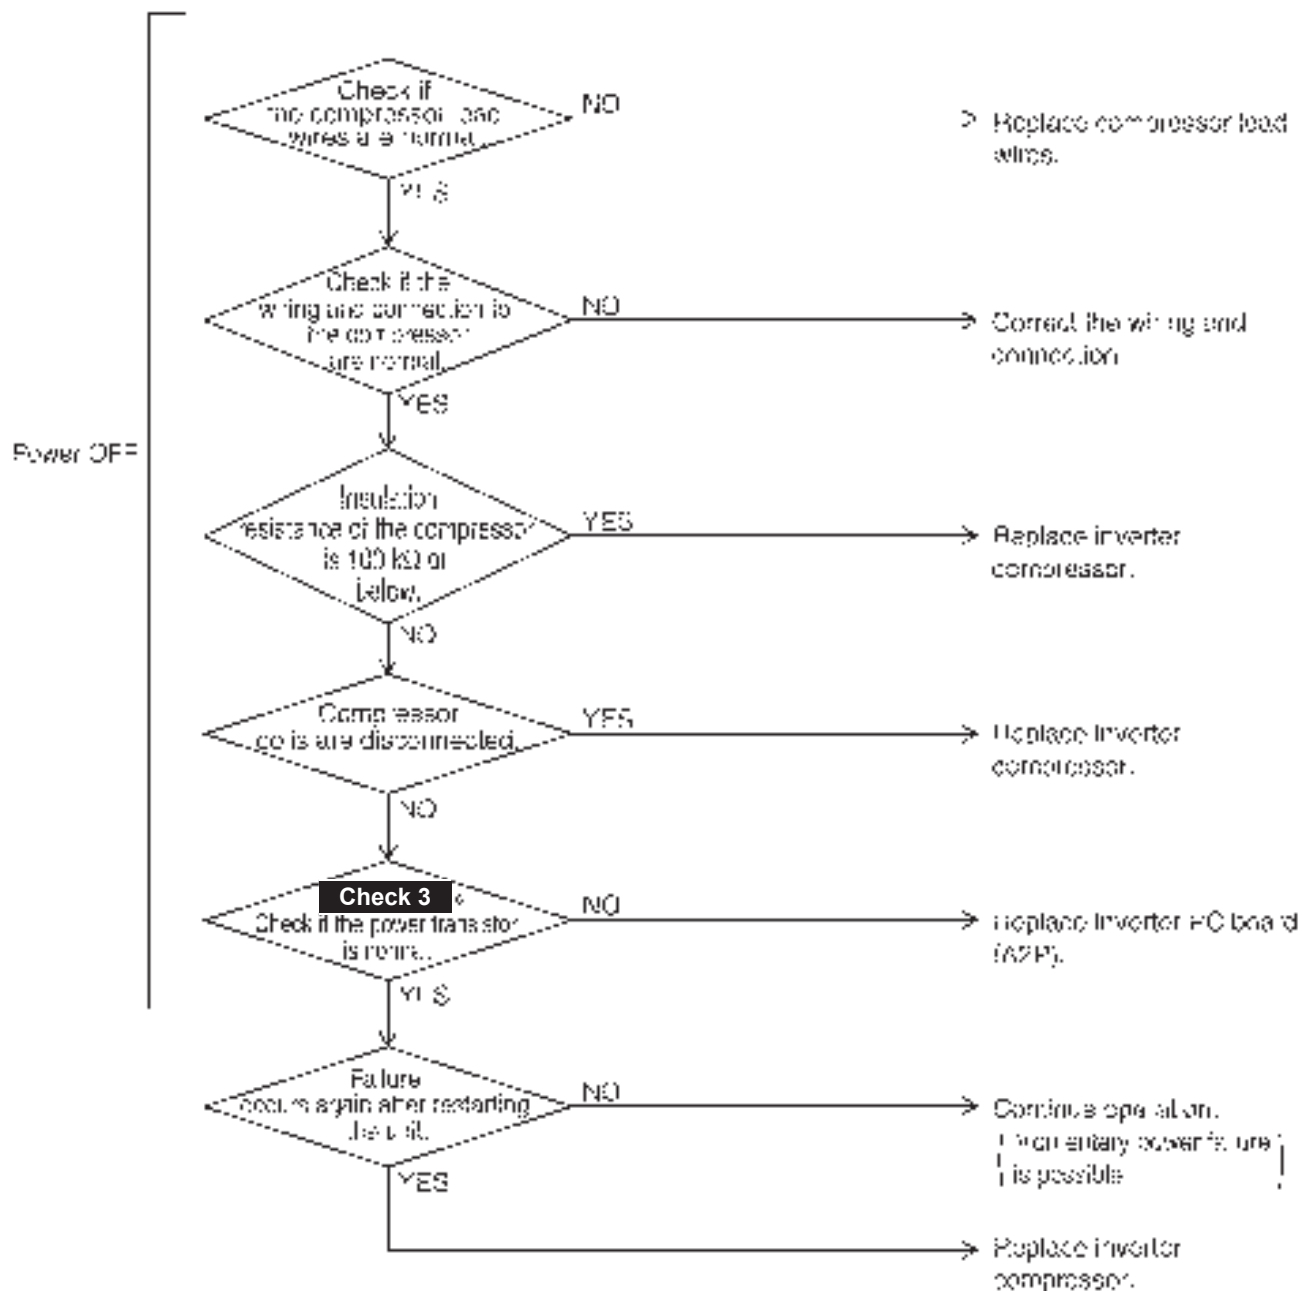 Check if
the compressor lead
wires are normal.
NO
Replace compressor lead
wires.
YES
Check if the
wiring and connection to
the compressor
are normal.
NO
Correct the wiring and
connection
YES
Power OFF
Insulation
resistance of the compressor
is 100 kΩ or
below.
YES
Replace inverter
compressor.
NO
Compressor
coils are disconnected.
YES
Replace inverter
compressor.
NO
Check 3
Check if the power transistor
is normal.
NO
Replace inverter PC board
(A2P).
YES
Failure
occurs again after restarting
the unit.
NO
Continue operation.
Momentary power failure
is possible
YES
Replace inverter
compressor.